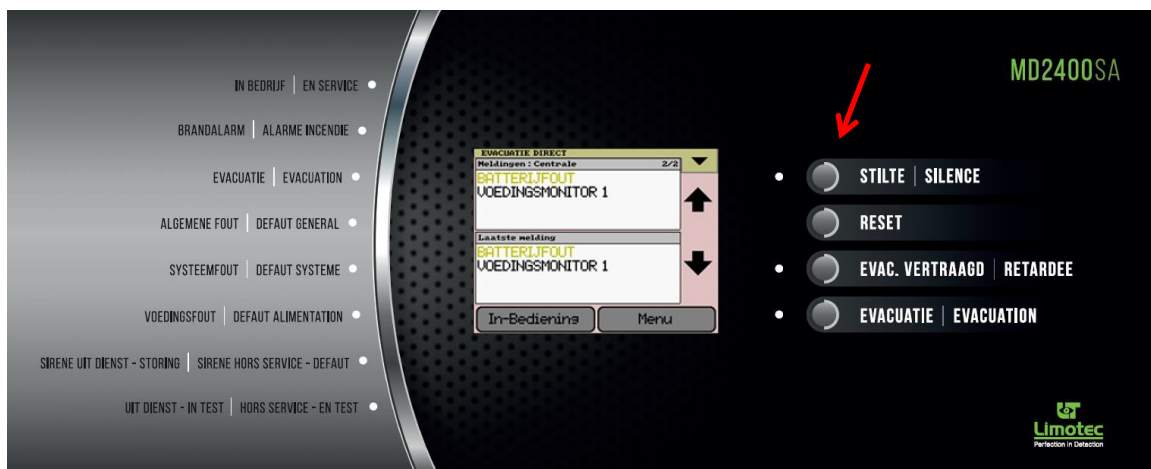 IN BEDRIJF | EN SERVICE
BRANDALARM | ALARME INCENDIE
EVACUATIE | EVACUATION
ALGEMENE FOUT | DEFAUT GENERAL
SYSTEEMFOUT | DEFAUT SYSTEME
VOEDINGSFOUT | DEFAUT ALIMENTATION
SIRENE UIT DIENST - STORING | SIRENE HORS SERVICE - DEFAUT
UIT DIENST - IN TEST | HORS SERVICE - EN TEST
EVACUATIE DIRECT
Meldingen : Centrale 2/2
BATTERIJFOUT
VOEDINGSMONITOR 1
Laatste melding
BATTERIJFOUT
VOEDINGSMONITOR 1
In-Bediening Menu
MD2400SA
STILTE | SILENCE
RESET
EVAC. VERTRAAGD | RETARDEE
EVACUATIE | EVACUATION
Limotec
Perfection in Detection